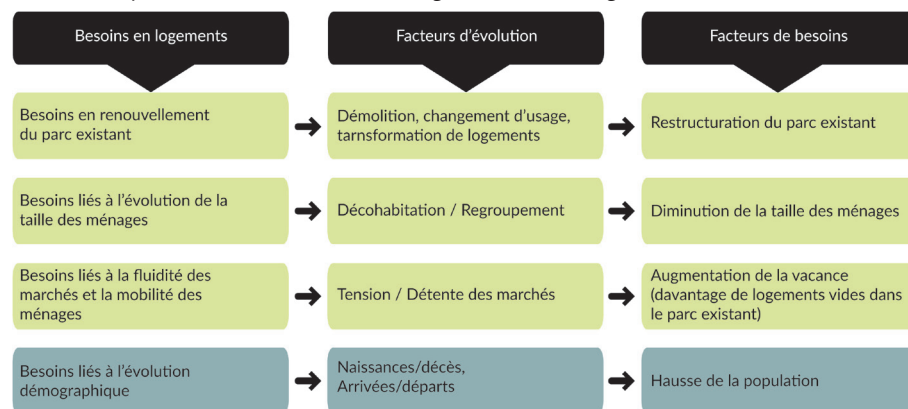 Besoins en logements
Facteurs d'évolution
Facteurs de besoins
Besoins en renouvellement
du parc existant
Démolition, changement d'usage,
tarnsformation de logements
Restructuration du parc existant
Besoins liés à l'évolution de la
taille des ménages
Décohabitation / Regroupement
Diminution de la taille des ménages
Besoins liés à la fluidité des
marchés et la mobilité des
ménages
Tension / Détente des marchés
Augmentation de la vacance
(davantage de logements vides dans
le parc existant)
Besoins liés à l'évolution
démographique
Naissances/décès,
Arrivées/départs
Hausse de la population